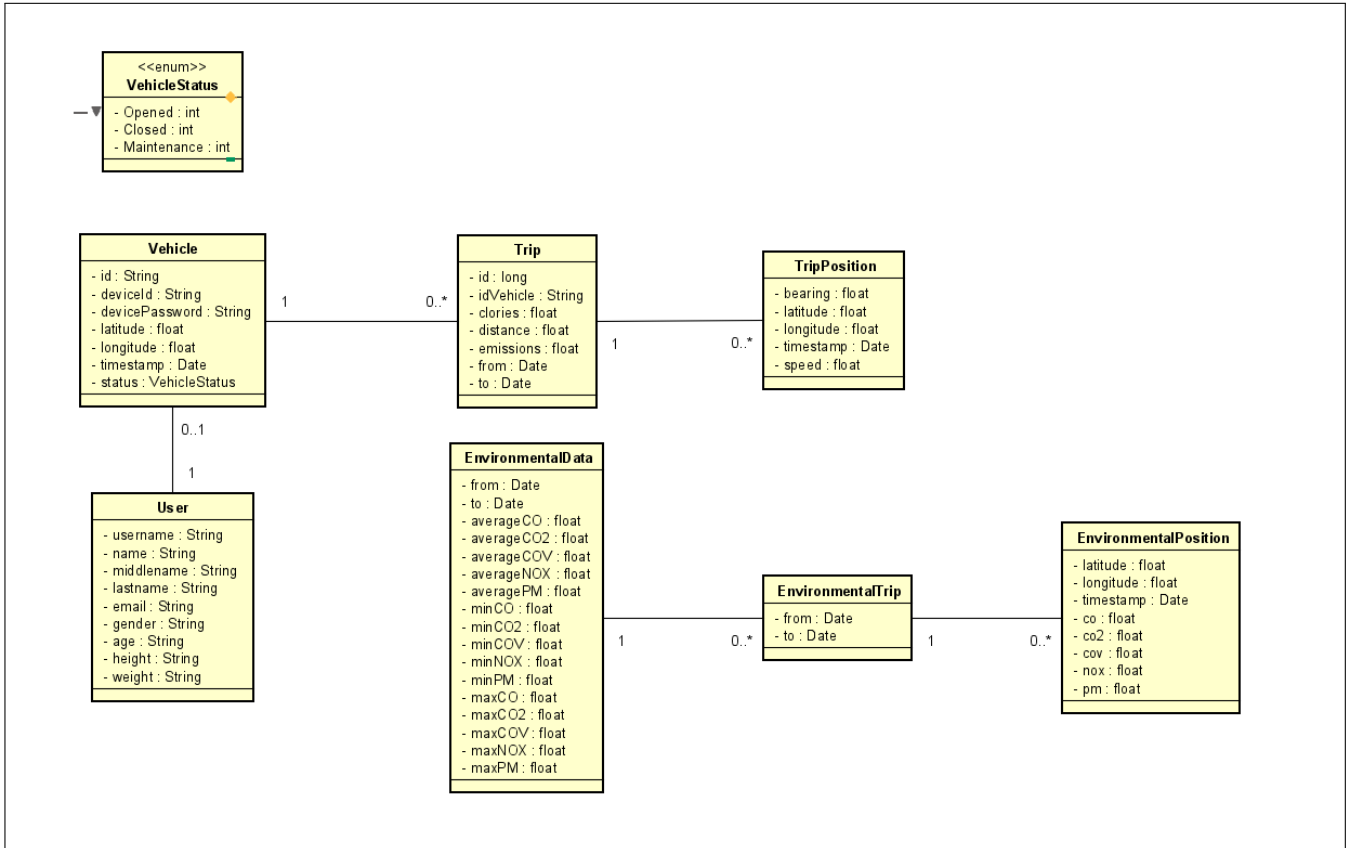 <<enum>>
VehicleStatus
- Opened : int
- Closed : int
- Maintenance : int
Vehicle
- id : String
- deviceId : String
- devicePassword : String
- latitude : float
- longitude : float
- timestamp : Date
- status : VehicleStatus
1
0..*
Trip
- id : long
- idVehicle : String
- clories : float
- distance : float
- emissions : float
- from : Date
- to : Date
1
0..*
TripPosition
- bearing : float
- latitude : float
- longitude : float
- timestamp : Date
- speed : float
0..1
1
User
- username : String
- name : String
- middlename : String
- lastname : String
- email : String
- gender : String
- age : String
- height : String
- weight : String
EnvironmentalData
- from : Date
- to : Date
- averageCO : float
- averageCO2 : float
- averageCOV : float
- averageNOX : float
- averagePM : float
- minCO : float
- minCO2 : float
- minCOV : float
- minNOX : float
- minPM : float
- maxCO : float
- maxCO2 : float
- maxCOV : float
- maxNOX : float
- maxPM : float
1
0..*
EnvironmentalTrip
- from : Date
- to : Date
1
0..*
EnvironmentalPosition
- latitude : float
- longitude : float
- timestamp : Date
- co : float
- co2 : float
- cov : float
- nox : float
- pm : float